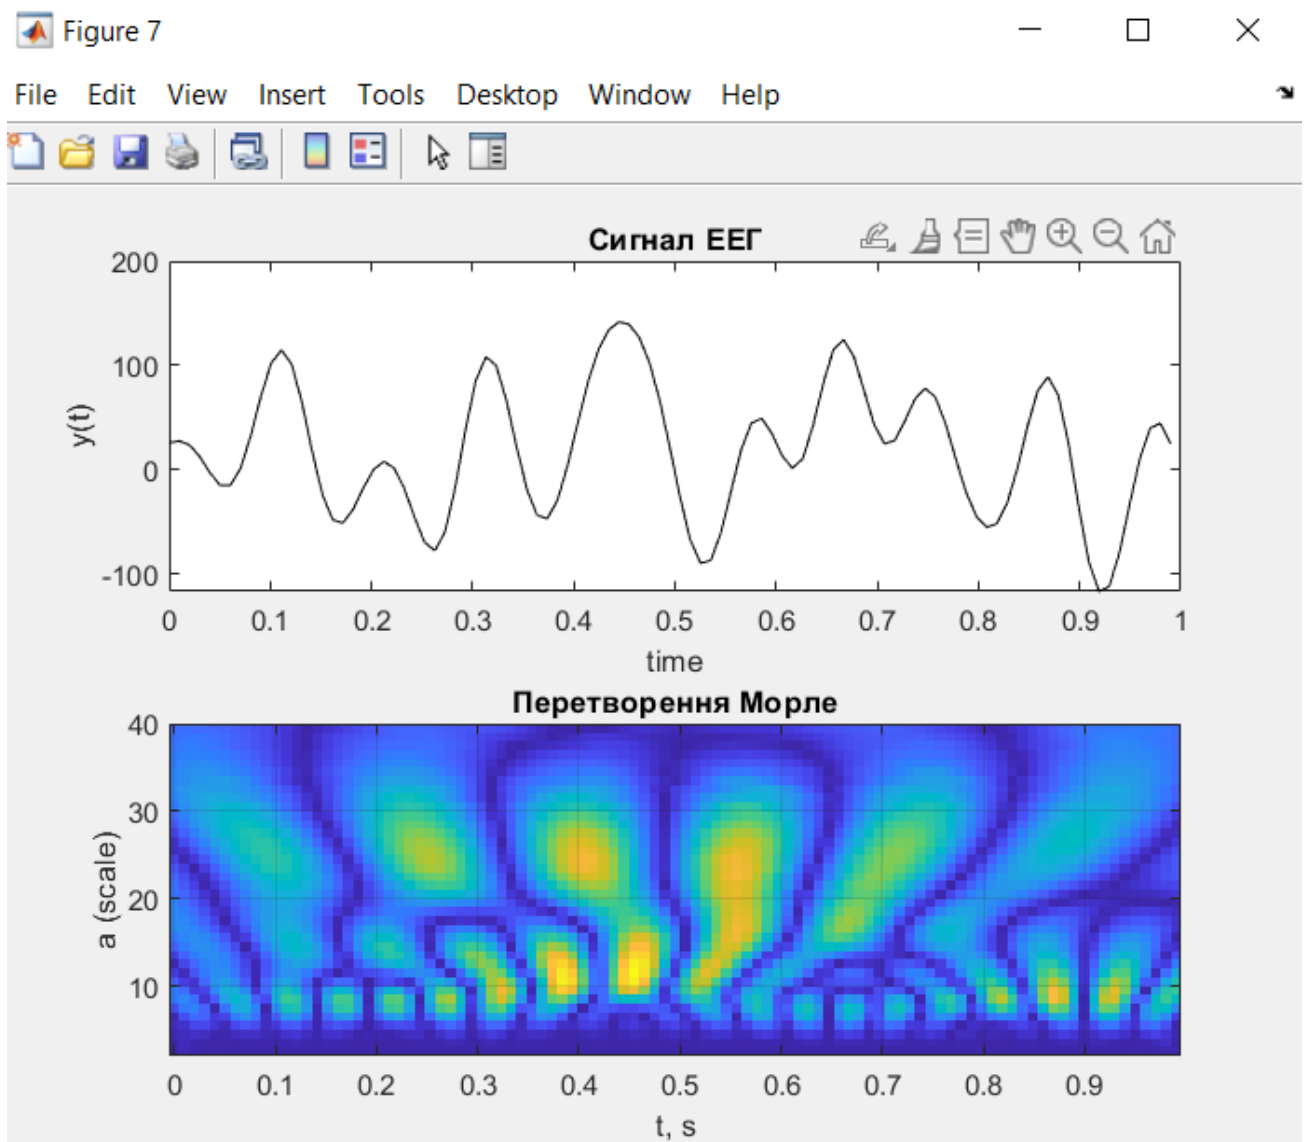 Figure 7
File Edit View Insert Tools Desktop Window Help
Сигнал ЕЕГ
200
100
0
-100
y(t)
0 0.1 0.2 0.3 0.4 0.5 0.6 0.7 0.8 0.9 1
time
Перетворення Морле
40
30
20
10
a (scale)
0 0.1 0.2 0.3 0.4 0.5 0.6 0.7 0.8 0.9
t, s